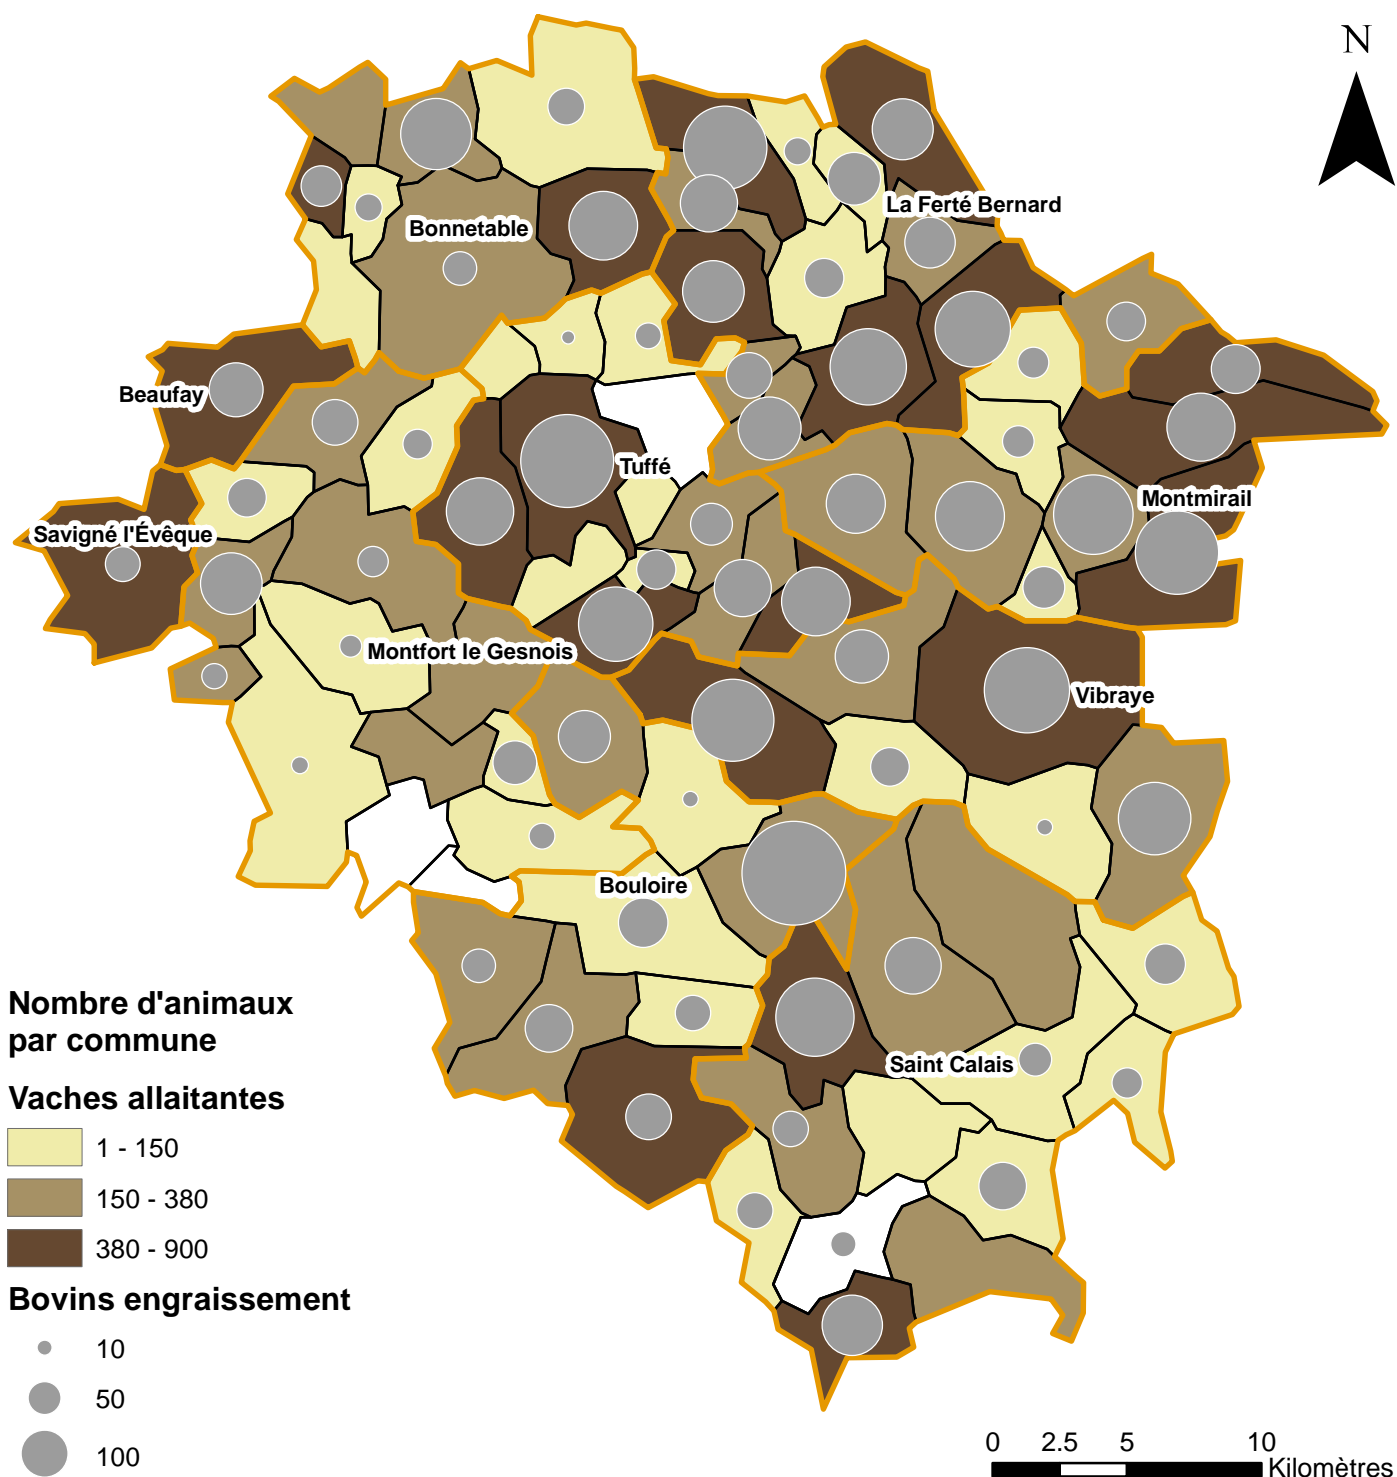 N
La Ferté Bernard
Bonnetable
Beaufay
Tuffé
Montmirail
Savigné l'Évêque
Montfort le Gesnois
Vibraye
Bouloire
Saint Calais
Nombre d'animaux
par commune
Vaches allaitantes
1 - 150
150 - 380
380 - 900
Bovins engraissement
10
50
100
0 2.5 5 10
Kilomètres